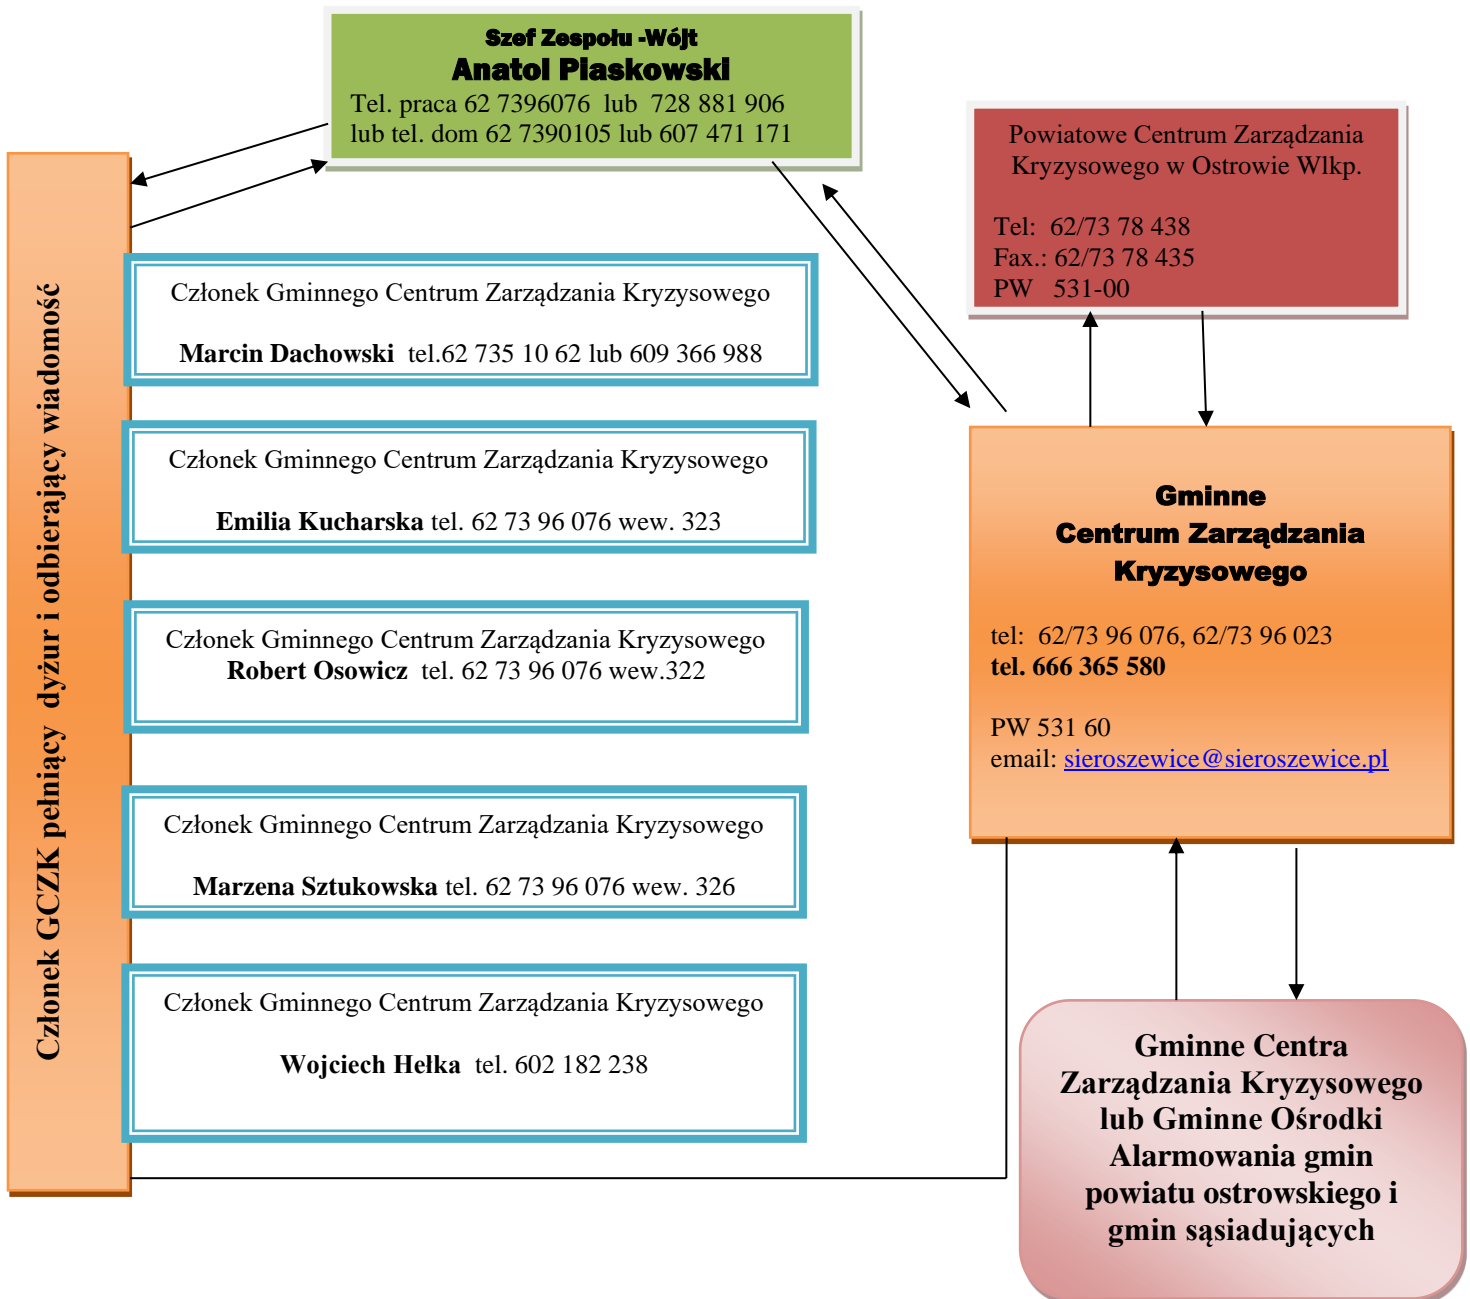 Szef Zespołu -Wójt
Anatol Piaskowski
Tel. praca 62 7396076 lub 728 881 906
lub tel. dom 62 7390105 lub 607 471 171
Powiatowe Centrum Zarządzania
Kryzysowego w Ostrowie Wlkp.
Tel: 62/73 78 438
Fax.: 62/73 78 435
PW 531-00
Członek GCZK pełniący dyżur i odbierający wiadomość
Członek Gminnego Centrum Zarządzania Kryzysowego
Marcin Dachowski tel.62 735 10 62 lub 609 366 988
Członek Gminnego Centrum Zarządzania Kryzysowego
Emilia Kucharska tel. 62 73 96 076 wew. 323
Członek Gminnego Centrum Zarządzania Kryzysowego
Robert Osowicz tel. 62 73 96 076 wew.322
Członek Gminnego Centrum Zarządzania Kryzysowego
Marzena Sztukowska tel. 62 73 96 076 wew. 326
Członek Gminnego Centrum Zarządzania Kryzysowego
Wojciech Hełka tel. 602 182 238
Gminne
Centrum Zarządzania
Kryzysowego
tel: 62/73 96 076, 62/73 96 023
tel. 666 365 580
PW 531 60
email: sieroszewice@sieroszewice.pl
Gminne Centra
Zarządzania Kryzysowego
lub Gminne Ośrodki
Alarmowania gmin
powiatu ostrowskiego i
gmin sąsiadujących